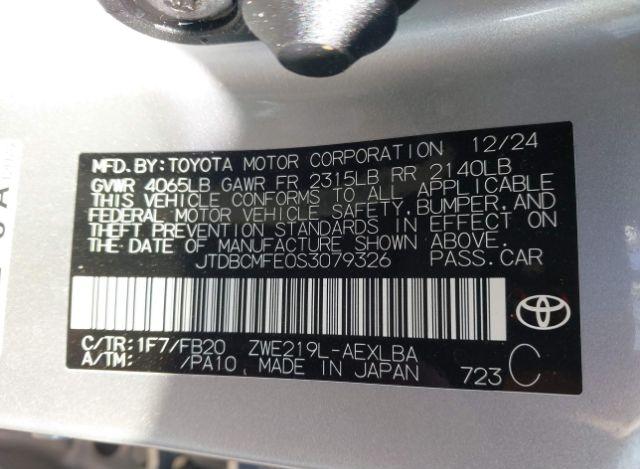 MFD.BY:TOYOTA MOTOR CORPORATION 12/24
GVWR 4065LB GAWR FR 2315LB RR 2140LB
THIS VEHICLE CONFORMS TO ALL APPLICABLE
FEDERAL MOTOR VEHICLE SAFETY,BUMPER,AND
THEFT PREVENTION STANDARDS IN EFFECT ON
THE DATE OF MANUFACTURE SHOWN ABOVE.
JTDBCMFE0S3079326 PASS.CAR
C/TR:1F7/FB20 ZWE219L-AEXLBA
A/TM: /PA10 MADE IN JAPAN 723 C